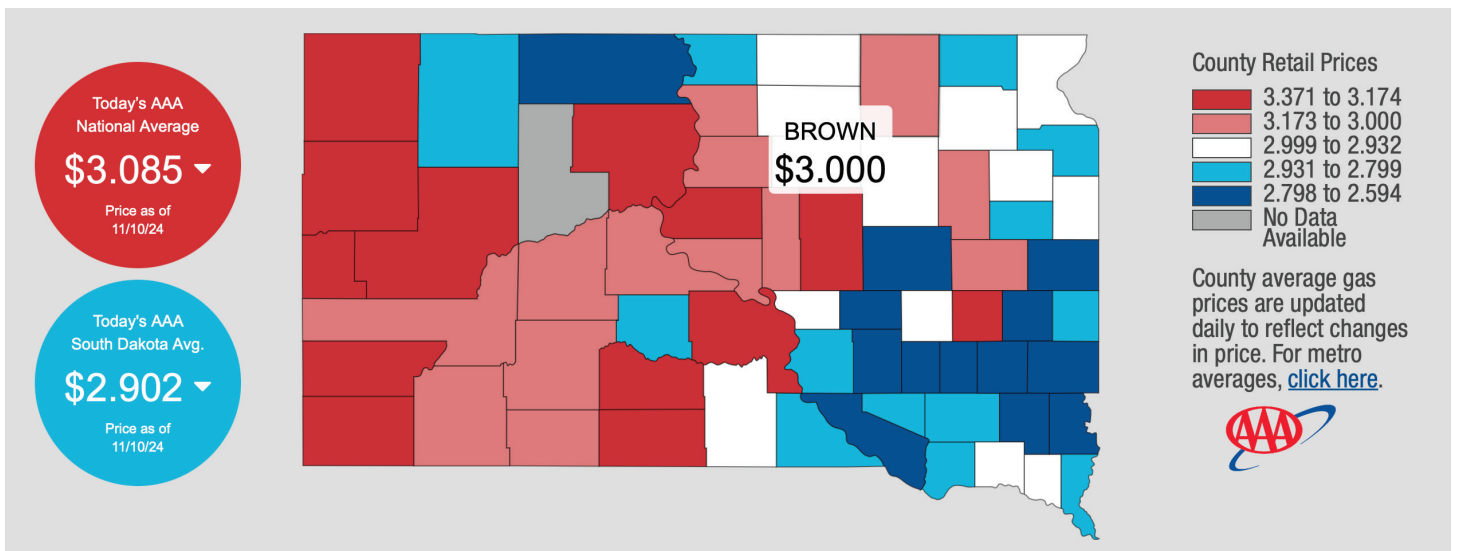 Today's AAA
National Average
$3.085
Price as of
11/10/24
Today's AAA
South Dakota Avg.
$2.902
Price as of
11/10/24
BROWN
$3.000
County Retail Prices
3.371 to 3.174
3.173 to 3.000
2.999 to 2.932
2.931 to 2.799
2.798 to 2.594
No Data
Available
County average gas
prices are updated
daily to reflect changes
in price. For metro
averages, click here.
AAA